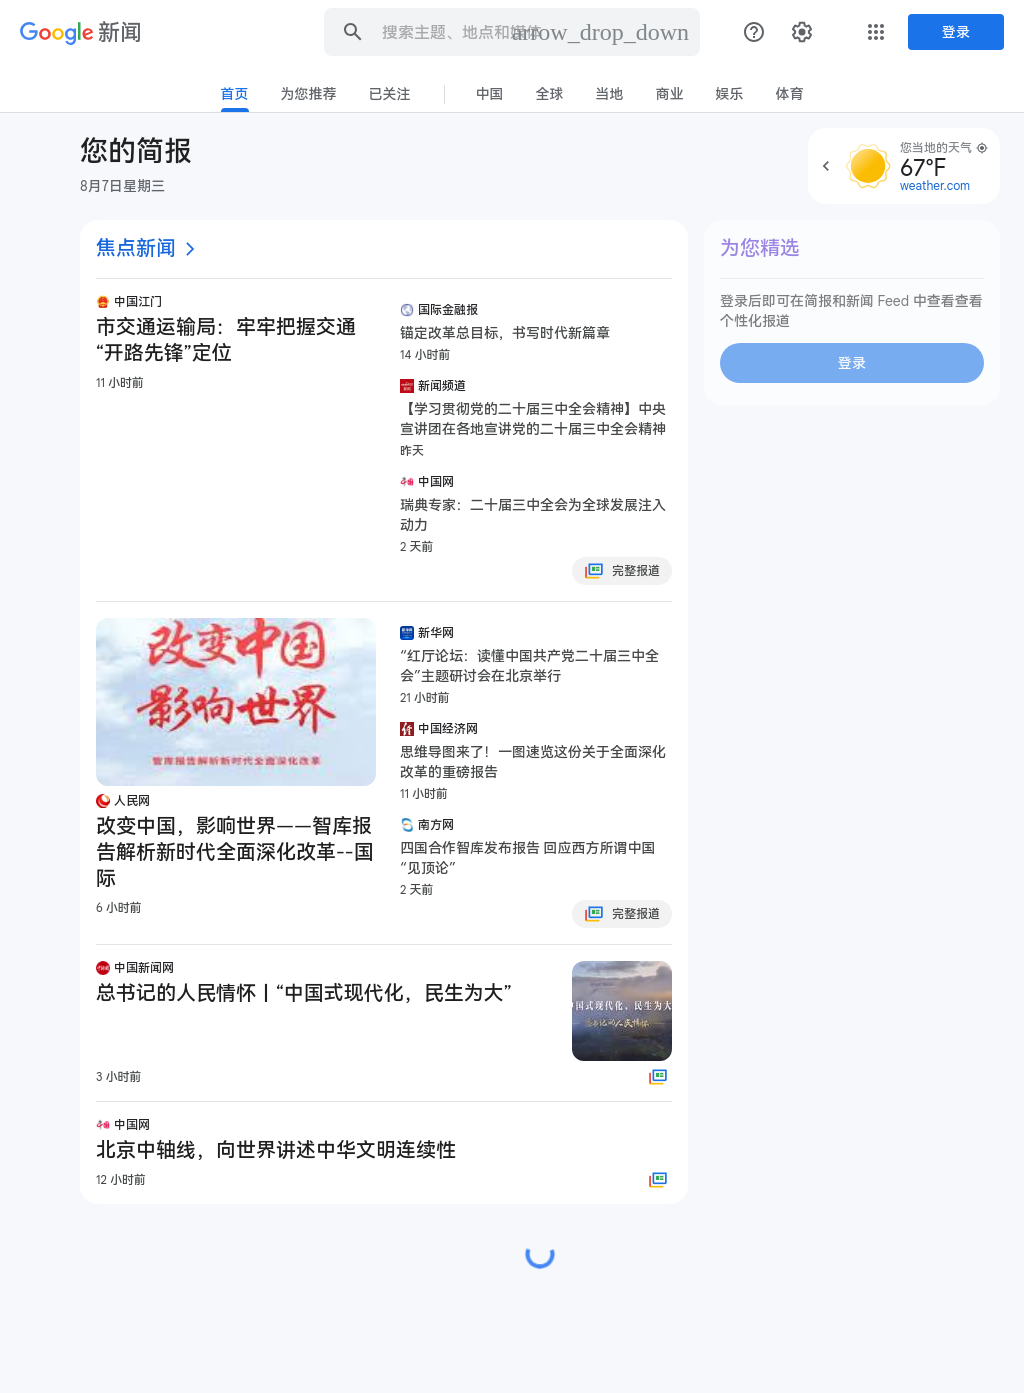 Google 新闻
搜索主题、地点和媒体
arrow_drop_down
登录
首页 为您推荐 已关注 中国 全球 当地 商业 娱乐 体育
您的简报
8月7日星期三
您当地的天气
67°F
weather.com
焦点新闻
中国江门
市交通运输局：牢牢把握交通
“开路先锋”定位
11 小时前
国际金融报
锚定改革总目标，书写时代新篇章
14 小时前
新闻频道
【学习贯彻党的二十届三中全会精神】中央
宣讲团在各地宣讲党的二十届三中全会精神
昨天
中国网
瑞典专家：二十届三中全会为全球发展注入
动力
2 天前
完整报道
为您精选
登录后即可在简报和新闻 Feed 中查看查看
个性化报道
登录
改变中国
影响世界
智库报告解析新时代全面深化改革
人民网
改变中国，影响世界——智库报
告解析新时代全面深化改革--国
际
6 小时前
新华网
“红厅论坛：读懂中国共产党二十届三中全
会”主题研讨会在北京举行
21 小时前
中国经济网
思维导图来了！一图速览这份关于全面深化
改革的重磅报告
11 小时前
南方网
四国合作智库发布报告 回应西方所谓中国
“见顶论”
2 天前
完整报道
中国新闻网
总书记的人民情怀丨“中国式现代化，民生为大”
3 小时前
中国式现代化、民生为大
总书记的人民情怀
中国网
北京中轴线，向世界讲述中华文明连续性
12 小时前